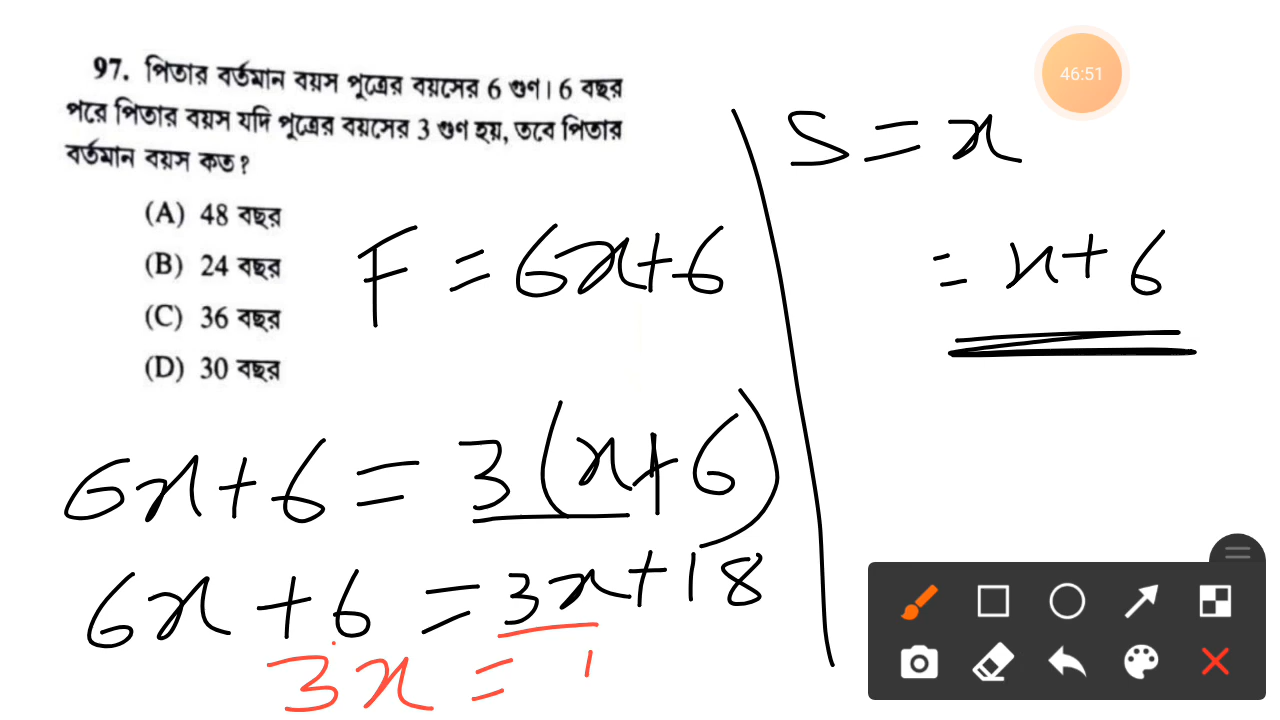 97. পিতার বর্তমান বয়স পুত্রের বয়সের 6 গুণ। 6 বছর
পরে পিতার বয়স যদি পুত্রের বয়সের 3 গুণ হয়, তবে পিতার
বর্তমান বয়স কত?
(A) 48 বছর
(B) 24 বছর
(C) 36 বছর
(D) 30 বছর
F = 6x+6
6x+6 = 3(x+6)
6x + 6 = 3x+18
3x = 1
S = x
= x+6
46:51